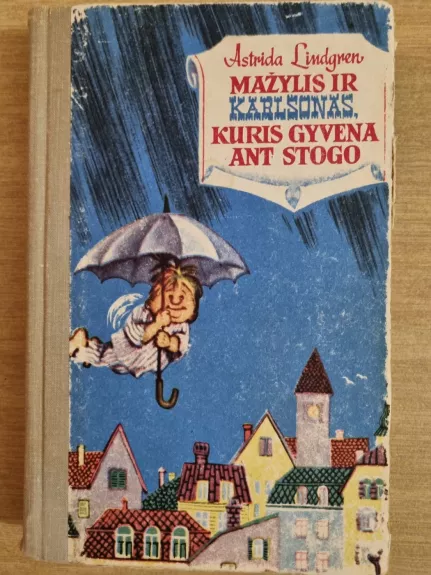 Astrida Lindgren
MAŽYLIS IR
KARLSONAS,
KURIS GYVENA
ANT STOGO